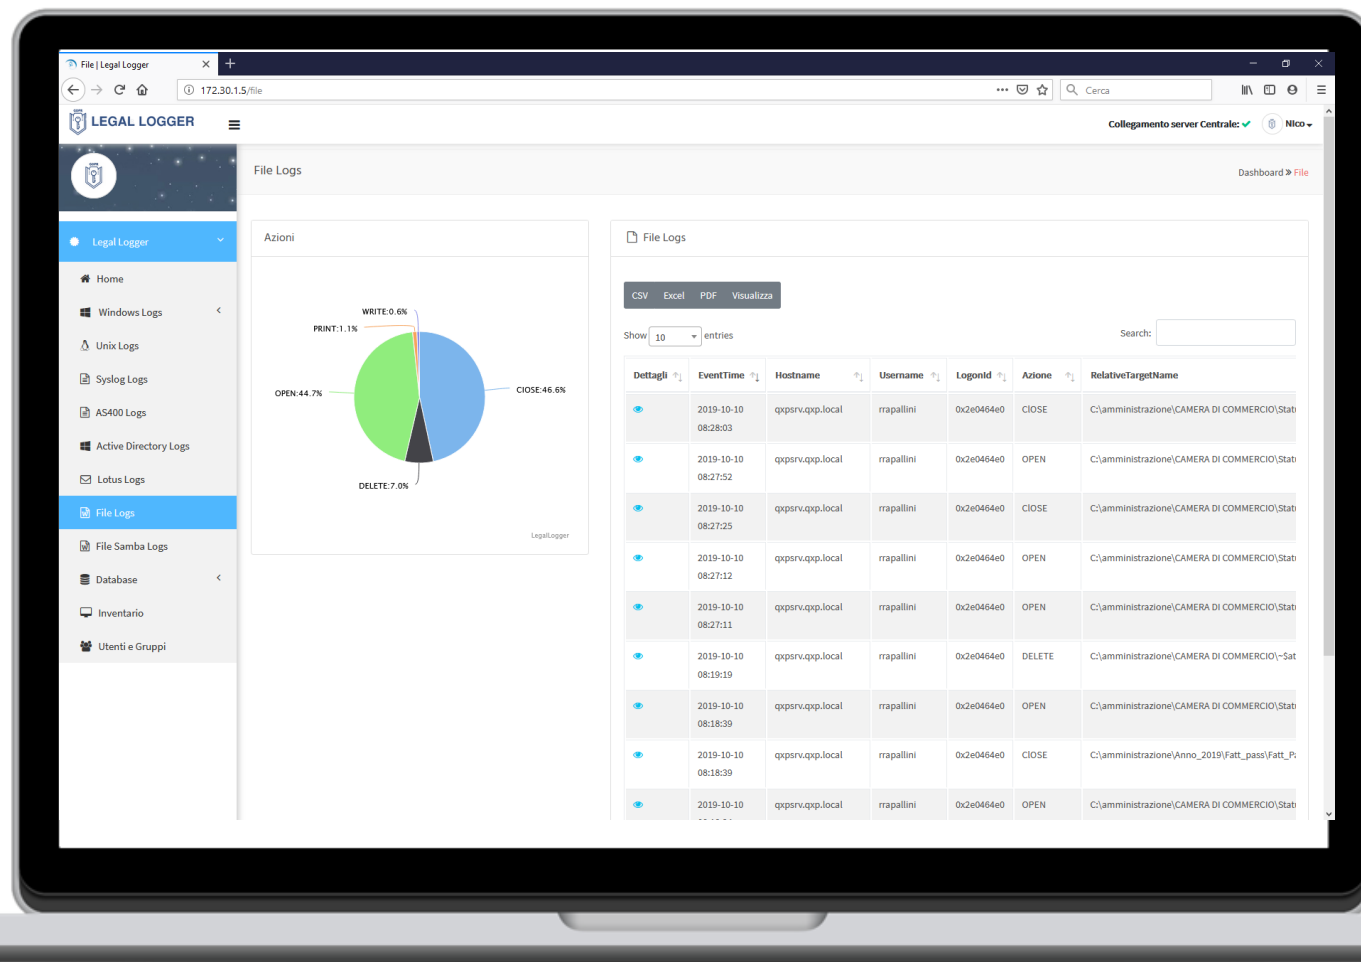 File | Legal Logger
172.30.1.5/file
Cerca
LEGAL LOGGER
Collegamento server Centrale:
NIco
File Logs
Dashboard » File
Legal Logger
Home
Windows Logs
Unix Logs
Syslog Logs
AS400 Logs
Active Directory Logs
Lotus Logs
File Logs
File Samba Logs
Database
Inventario
Utenti e Gruppi
Azioni
WRITE:0.6%
PRINT:1.1%
OPEN:44.7%
ClOSE:46.6%
DELETE:7.0%
LegalLogger
File Logs
CSV Excel PDF Visualizza
Show 10 entries
Search:
Dettagli EventTime Hostname Username LogonId Azione RelativeTargetName
2019-10-10 08:28:03 qxpsrv.qxp.local rrapallini 0x2e0464e0 ClOSE C:\amministrazione\CAMERA DI COMMERCIO\Statu
2019-10-10 08:27:52 qxpsrv.qxp.local rrapallini 0x2e0464e0 OPEN C:\amministrazione\CAMERA DI COMMERCIO\Statu
2019-10-10 08:27:25 qxpsrv.qxp.local rrapallini 0x2e0464e0 ClOSE C:\amministrazione\CAMERA DI COMMERCIO\Statu
2019-10-10 08:27:12 qxpsrv.qxp.local rrapallini 0x2e0464e0 OPEN C:\amministrazione\CAMERA DI COMMERCIO\Statu
2019-10-10 08:27:11 qxpsrv.qxp.local rrapallini 0x2e0464e0 OPEN C:\amministrazione\CAMERA DI COMMERCIO\Statu
2019-10-10 08:19:19 qxpsrv.qxp.local rrapallini 0x2e0464e0 DELETE C:\amministrazione\CAMERA DI COMMERCIO\~$at
2019-10-10 08:18:39 qxpsrv.qxp.local rrapallini 0x2e0464e0 OPEN C:\amministrazione\CAMERA DI COMMERCIO\Statu
2019-10-10 08:18:39 qxpsrv.qxp.local rrapallini 0x2e0464e0 ClOSE C:\amministrazione\Anno_2019\Fatt_pass\Fatt_Pa
2019-10-10 qxpsrv.qxp.local rrapallini 0x2e0464e0 OPEN C:\amministrazione\CAMERA DI COMMERCIO\Statu